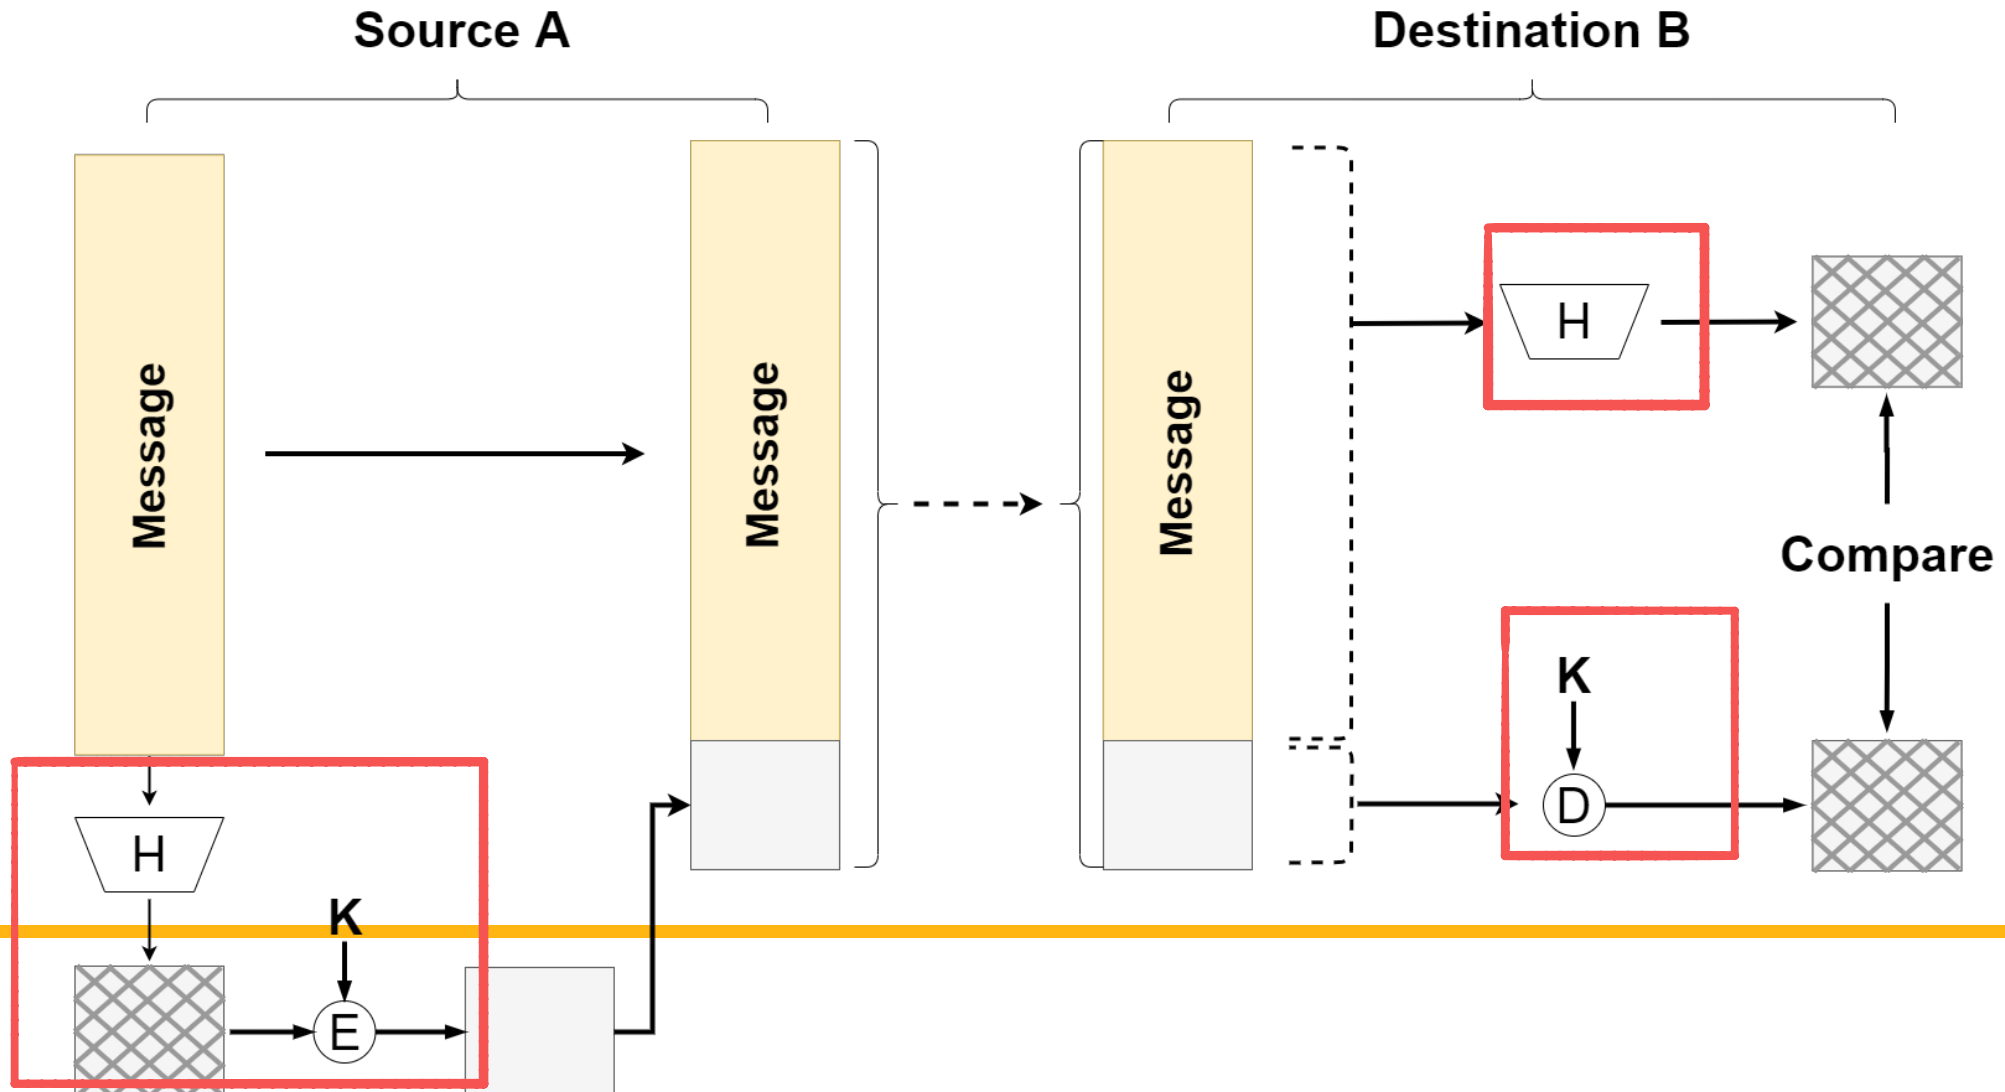 Source A
Destination B
Message
Message
Message
H
Compare
K
D
H
K
E